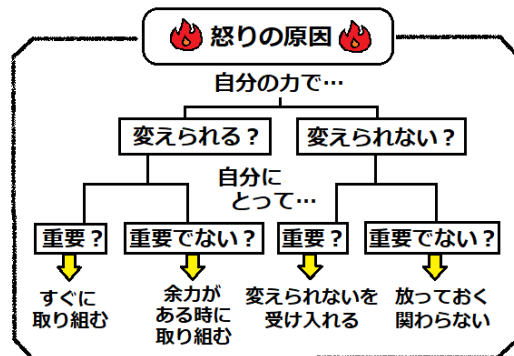 怒りの原因
自分の力で…
変えられる？
変えられない？
自分に
とって…
重要？
重要でない？
重要？
重要でない？
すぐに
取り組む
余力が
ある時に
取り組む
変えられないを
受け入れる
放っておく
関わらない